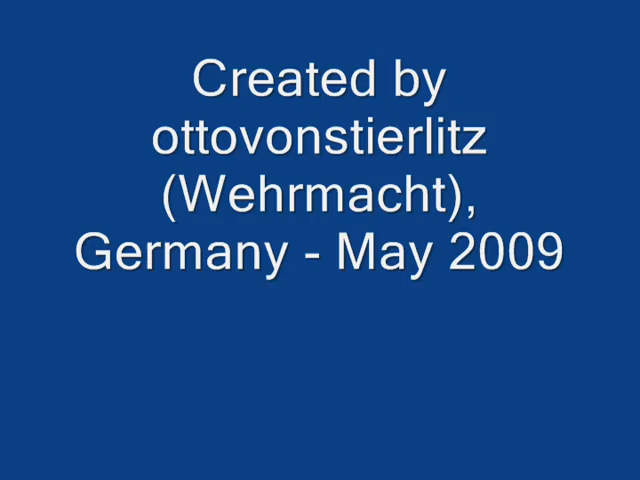 Created by
ottovonstierlitz
(Wehrmacht),
Germany - May 2009